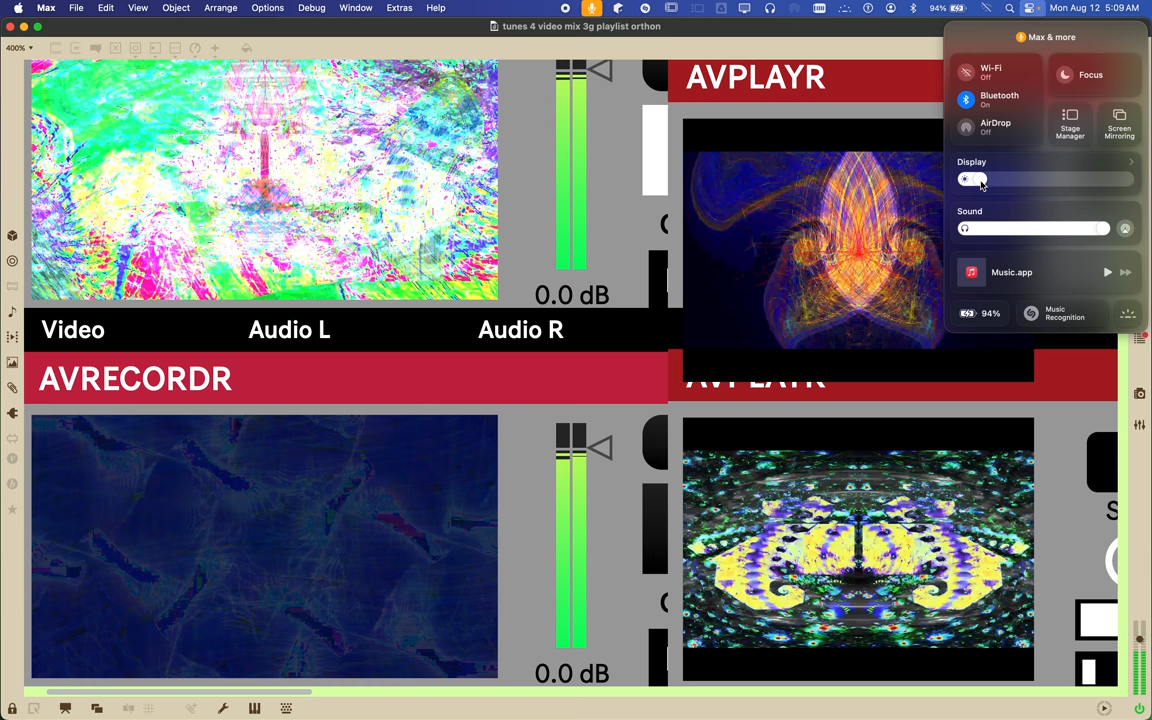 Max File Edit View Object Arrange Options Debug Window Extras Help 94% Mon Aug 12 5:09 AM
400% tunes 4 video mix 3g playlist orthon
Max & more
Wi-Fi
Off
Focus
Bluetooth
On
AirDrop
Off
Stage
Manager
Screen
Mirroring
Display
Sound
Music.app
94%
Music
Recognition
AVPLAYR
0.0 dB
Video Audio L Audio R
AVRECORDR
AVPLAYR
0.0 dB